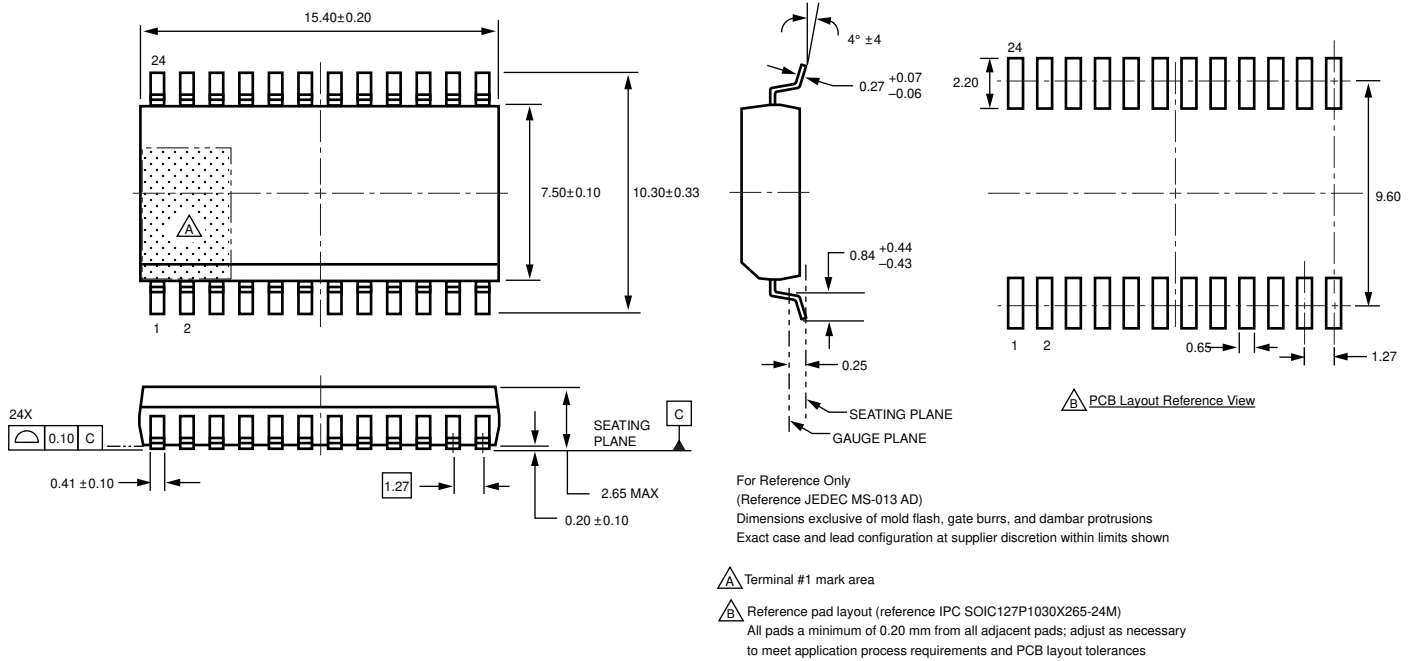 15.40±0.20
24
7.50±0.10
10.30±0.33
A
1 2
4° ±4
0.27 +0.07
–0.06
0.84 +0.44
–0.43
0.25
SEATING PLANE
GAUGE PLANE
24
2.20
9.60
1 2
0.65
1.27
B PCB Layout Reference View
24X
0.10 C
SEATING
PLANE
C
0.41 ±0.10
1.27
2.65 MAX
0.20 ±0.10
For Reference Only
(Reference JEDEC MS-013 AD)
Dimensions exclusive of mold flash, gate burrs, and dambar protrusions
Exact case and lead configuration at supplier discretion within limits shown
A Terminal #1 mark area
B Reference pad layout (reference IPC SOIC127P1030X265-24M)
All pads a minimum of 0.20 mm from all adjacent pads; adjust as necessary
to meet application process requirements and PCB layout tolerances